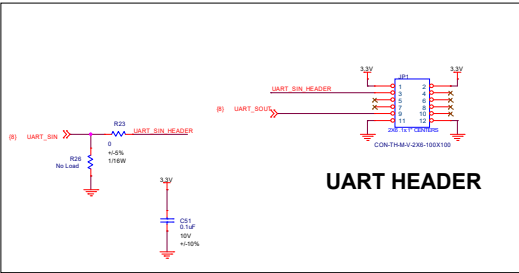 3.3V 3.3V
JP1
UART_SIN_HEADER
1 2
3 4
5 6
7 8
9 10
11 12
(8) UART_SOUT
2X6 .1x.1" CENTERS
CON-TH-M-V-2X6-100X100
UART HEADER
R23
(8) UART_SIN
UART_SIN_HEADER
0
+/-5%
1/16W
R26
No Load
3.3V
C51
0.1uF
10V
+/-10%